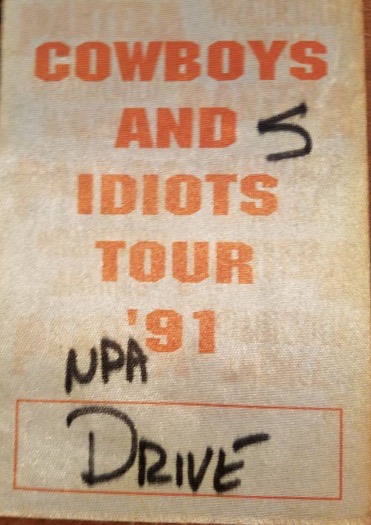 COWBOYS
AND 5
IDIOTS
TOUR
'91
NPA
DRIVE